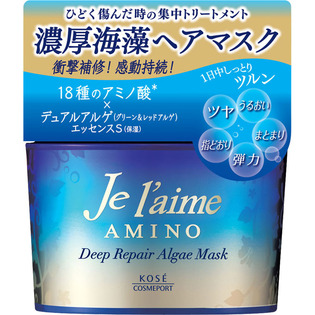 ひどく傷んだ時の集中トリートメント
濃厚海藻ヘアマスク
衝撃補修！感動持続！
18種のアミノ酸*
×
デュアルアルゲ(グリーン&レッドアルゲ)
エッセンスS(保湿)
1日中しっとり
ツルン
ツヤ
うるおい
指どおり
まとまり
弾力
Je l'aime
AMINO
Deep Repair Algae Mask
KOSÉ
COSMEPORT